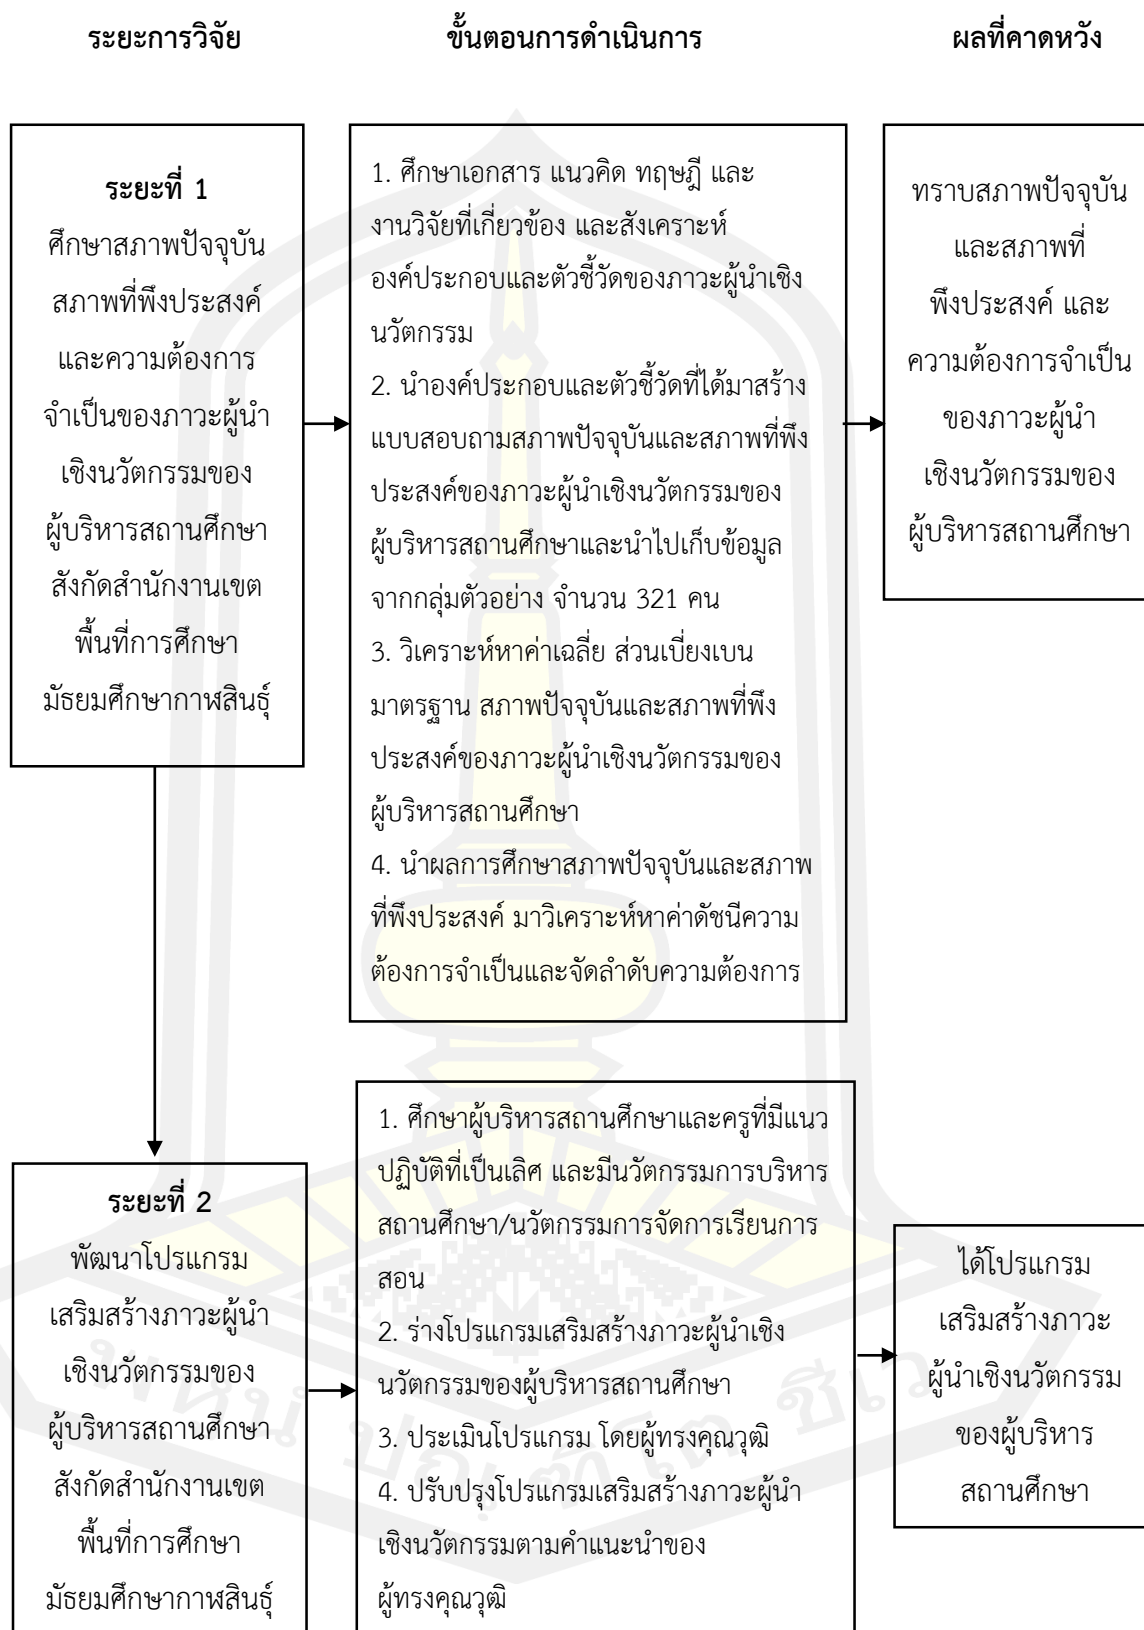 ระยะการวิจัย
ขั้นตอนการดำเนินการ
ผลที่คาดหวัง
ระยะที่ 1
ศึกษาสภาพปัจจุบัน
สภาพที่พึงประสงค์
และความต้องการ
จำเป็นของภาวะผู้นำ
เชิงนวัตกรรมของ
ผู้บริหารสถานศึกษา
สังกัดสำนักงานเขต
พื้นที่การศึกษา
มัธยมศึกษากาฬสินธุ์
1. ศึกษาเอกสาร แนวคิด ทฤษฎี และ
งานวิจัยที่เกี่ยวข้อง และสังเคราะห์
องค์ประกอบและตัวชี้วัดของภาวะผู้นำเชิง
นวัตกรรม
2. นำองค์ประกอบและตัวชี้วัดที่ได้มาสร้าง
แบบสอบถามสภาพปัจจุบันและสภาพที่พึง
ประสงค์ของภาวะผู้นำเชิงนวัตกรรมของ
ผู้บริหารสถานศึกษาและนำไปเก็บข้อมูล
จากกลุ่มตัวอย่าง จำนวน 321 คน
3. วิเคราะห์หาค่าเฉลี่ย ส่วนเบี่ยงเบน
มาตรฐาน สภาพปัจจุบันและสภาพที่พึง
ประสงค์ของภาวะผู้นำเชิงนวัตกรรมของ
ผู้บริหารสถานศึกษา
4. นำผลการศึกษาสภาพปัจจุบันและสภาพ
ที่พึงประสงค์ มาวิเคราะห์หาค่าดัชนีความ
ต้องการจำเป็นและจัดลำดับความต้องการ
ทราบสภาพปัจจุบัน
และสภาพที่
พึงประสงค์ และ
ความต้องการจำเป็น
ของภาวะผู้นำ
เชิงนวัตกรรมของ
ผู้บริหารสถานศึกษา
ระยะที่ 2
พัฒนาโปรแกรม
เสริมสร้างภาวะผู้นำ
เชิงนวัตกรรมของ
ผู้บริหารสถานศึกษา
สังกัดสำนักงานเขต
พื้นที่การศึกษา
มัธยมศึกษากาฬสินธุ์
1. ศึกษาผู้บริหารสถานศึกษาและครูที่มีแนว
ปฏิบัติที่เป็นเลิศ และมีนวัตกรรมการบริหาร
สถานศึกษา/นวัตกรรมการจัดการเรียนการ
สอน
2. ร่างโปรแกรมเสริมสร้างภาวะผู้นำเชิง
นวัตกรรมของผู้บริหารสถานศึกษา
3. ประเมินโปรแกรม โดยผู้ทรงคุณวุฒิ
4. ปรับปรุงโปรแกรมเสริมสร้างภาวะผู้นำ
เชิงนวัตกรรมตามคำแนะนำของ
ผู้ทรงคุณวุฒิ
ได้โปรแกรม
เสริมสร้างภาวะ
ผู้นำเชิงนวัตกรรม
ของผู้บริหาร
สถานศึกษา
พหูนํ ปณฺฑิโต ชีเว